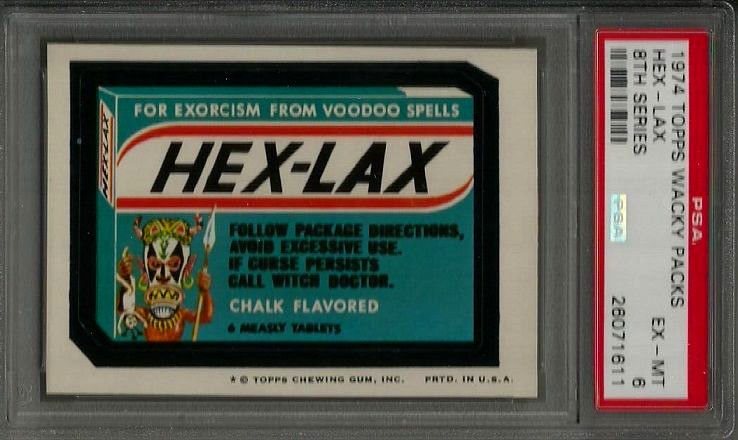 FOR EXORCISM FROM VOODOO SPELLS
HEX-LAX
HEX-LAX
FOLLOW PACKAGE DIRECTIONS,
AVOID EXCESSIVE USE.
IF CURSE PERSISTS
CALL WITCH DOCTOR.
CHALK FLAVORED
6 MEASLY TABLETS
★ © TOPPS CHEWING GUM, INC. PRTD. IN U.S.A.
PSA.
1974 TOPPS WACKY PACKS
HEX - LAX EX - MT
8TH SERIES 6
28071611
PSA